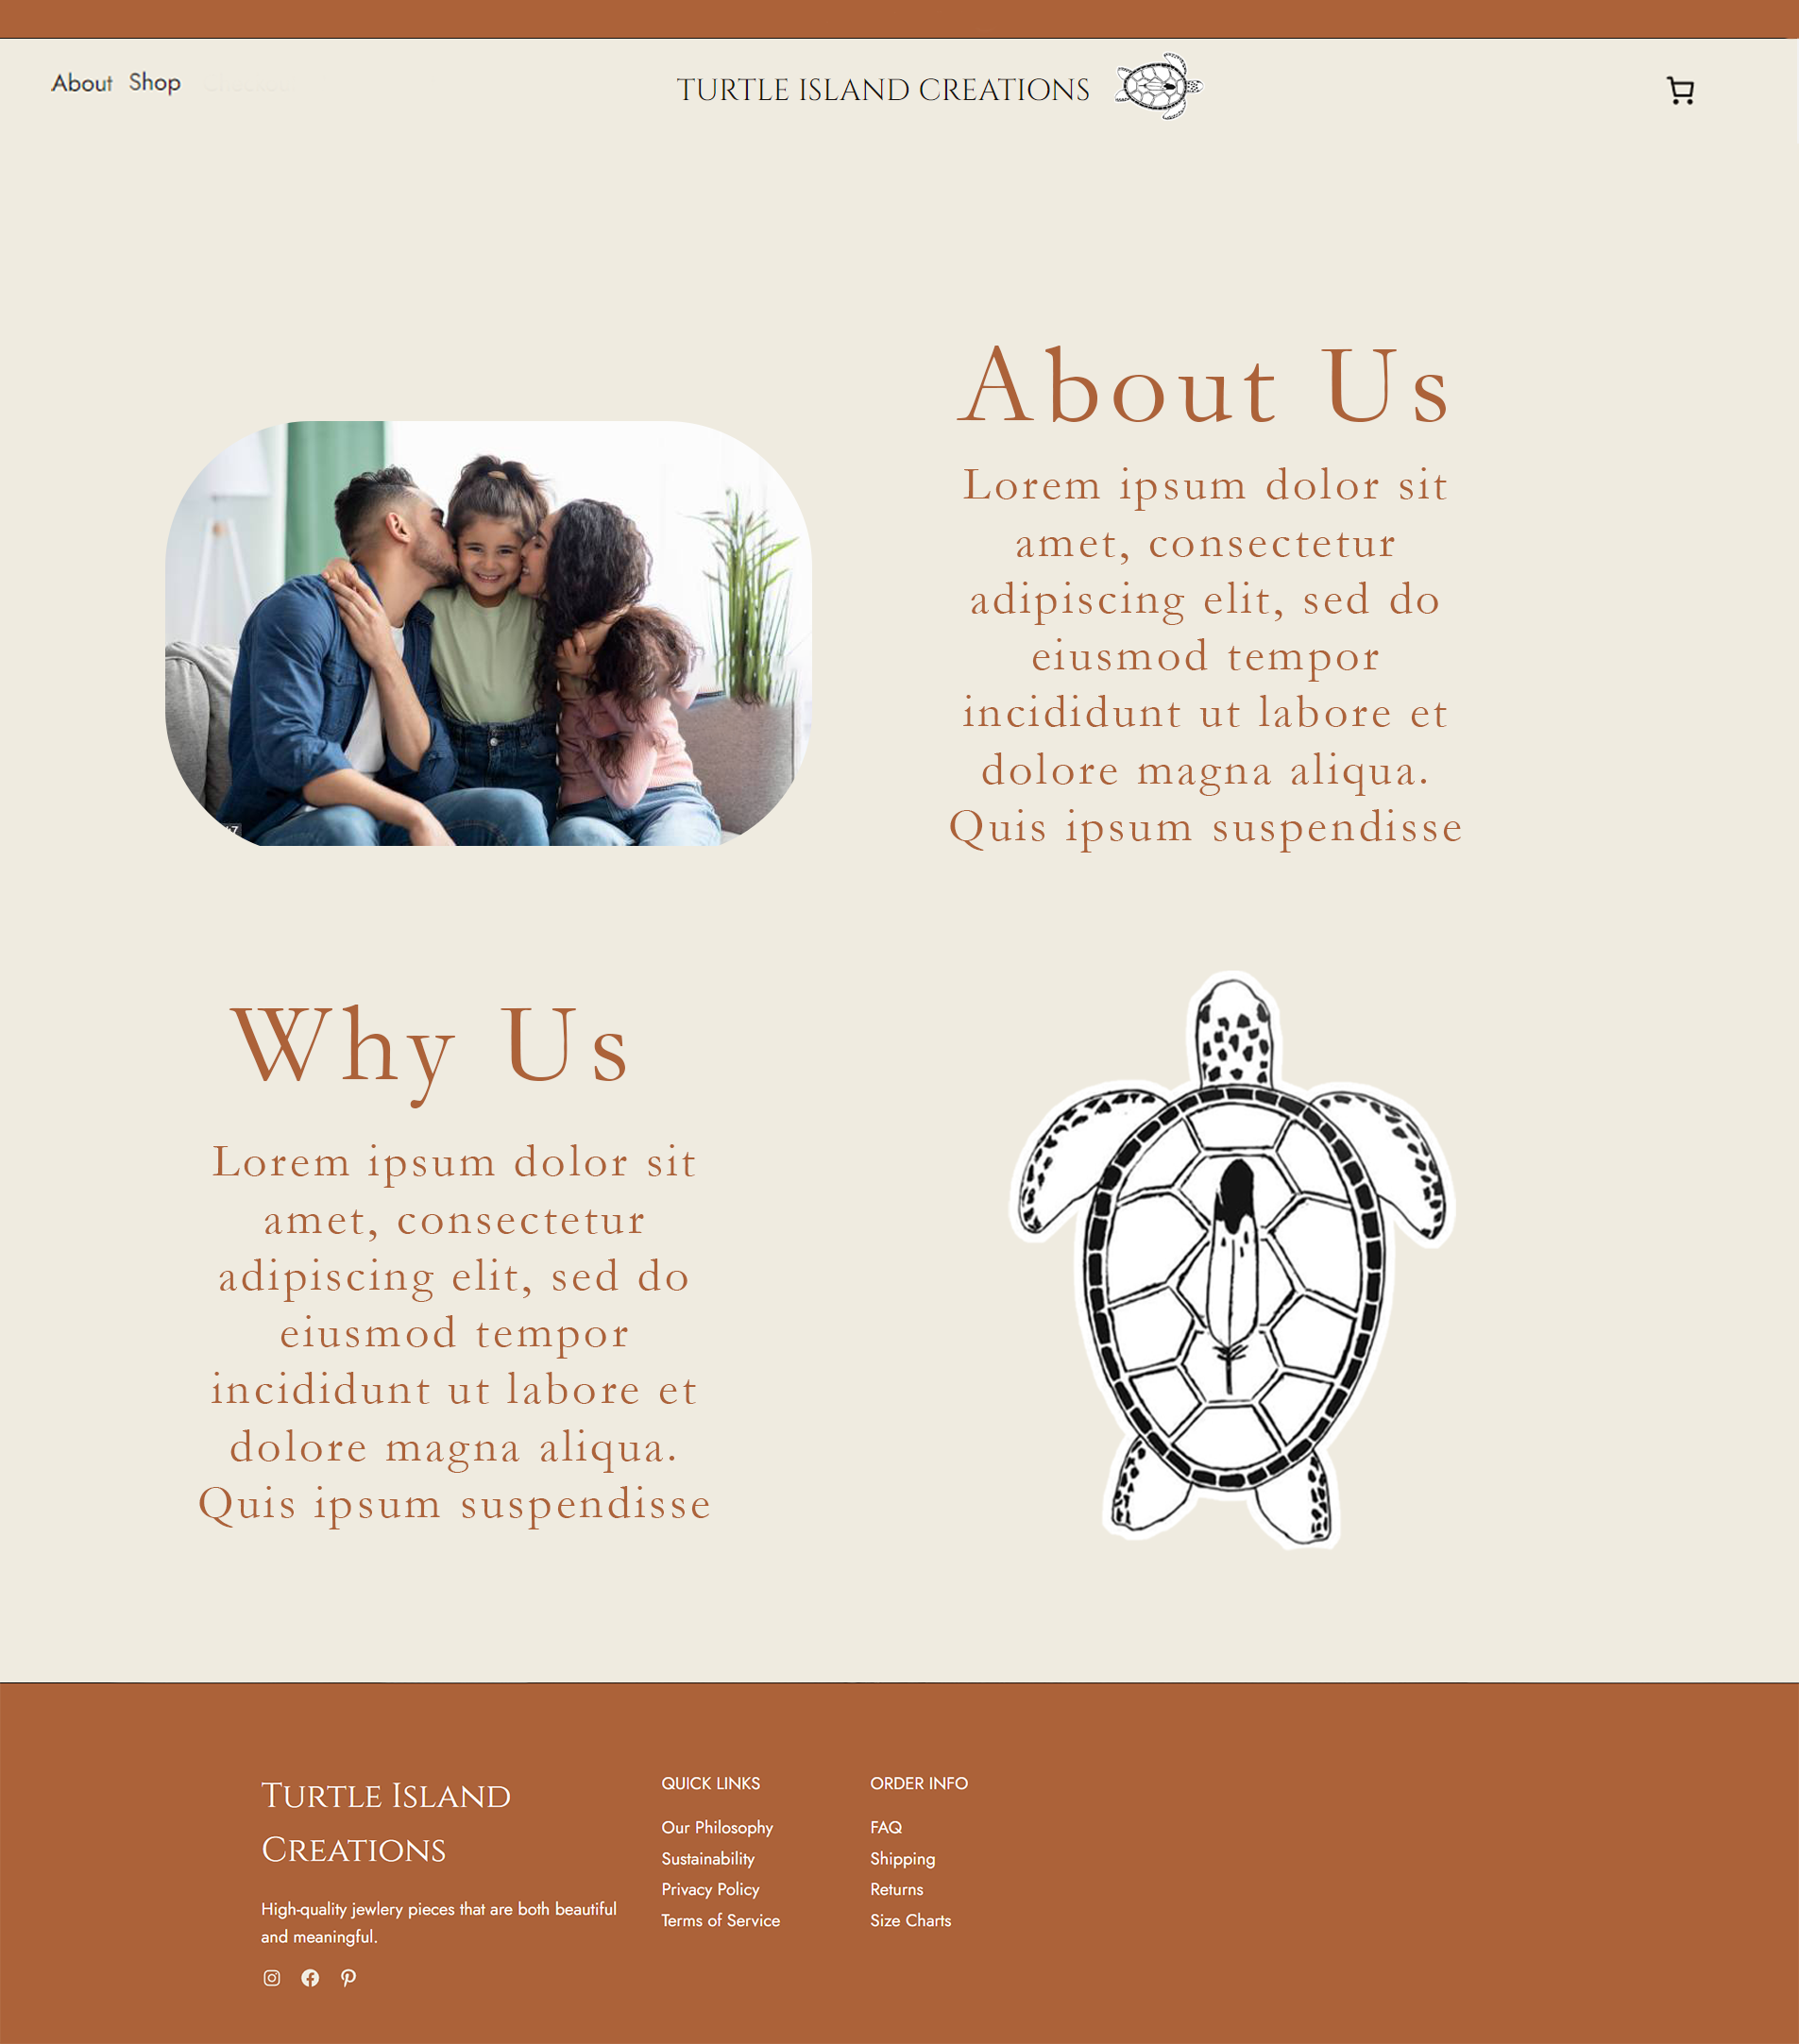 About Shop
TURTLE ISLAND CREATIONS
About Us
Lorem ipsum dolor sit
amet, consectetur
adipiscing elit, sed do
eiusmod tempor
incididunt ut labore et
dolore magna aliqua.
Quis ipsum suspendisse
Why Us
Lorem ipsum dolor sit
amet, consectetur
adipiscing elit, sed do
eiusmod tempor
incididunt ut labore et
dolore magna aliqua.
Quis ipsum suspendisse
TURTLE ISLAND
CREATIONS
High-quality jewlery pieces that are both beautiful
and meaningful.
QUICK LINKS
Our Philosophy
Sustainability
Privacy Policy
Terms of Service
ORDER INFO
FAQ
Shipping
Returns
Size Charts